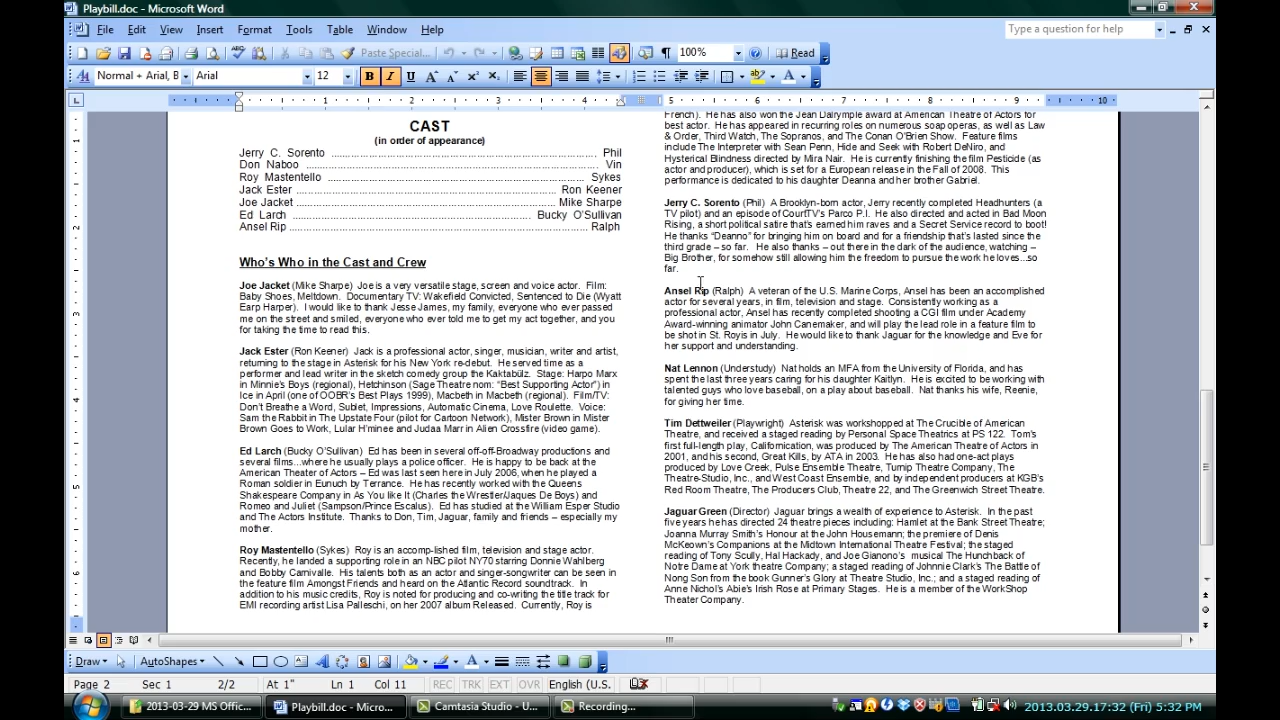 Playbill.doc - Microsoft Word
File Edit View Insert Format Tools Table Window Help
Type a question for help
Paste Special...
100%
Read
Normal + Arial, B
Arial
12
B I U
1 2 3 4 5 6 7 8 9 10
CAST
(in order of appearance)
Jerry C. Sorento ........ Phil
Don Naboo ........ Vin
Roy Mastentello ........ Sykes
Jack Ester ........ Ron Keener
Joe Jacket ........ Mike Sharpe
Ed Larch ........ Bucky O'Sullivan
Ansel Rip ........ Ralph
Who's Who in the Cast and Crew
Joe Jacket (Mike Sharpe) Joe is a very versatile stage, screen and voice actor. Film:
Baby Shoes, Meltdown. Documentary TV: Wakefield Convicted, Sentenced to Die (Wyatt
Earp Harper). I would like to thank Jesse James, my family, everyone who ever passed
me on the street and smiled, everyone who ever told me to get my act together, and you
for taking the time to read this.
Jack Ester (Ron Keener) Jack is a professional actor, singer, musician, writer and artist,
returning to the stage in Asterisk for his New York re-debut. He served time as a
performer and lead writer in the sketch comedy group the Kaktabülz. Stage: Harpo Marx
in Minnie's Boys (regional), Hetchinson (Sage Theatre nom: "Best Supporting Actor") in
Ice in April (one of OOBR's Best Plays 1999), Macbeth in Macbeth (regional). Film/TV:
Don't Breathe a Word, Sublet, Impressions, Automatic Cinema, Love Roulette. Voice:
Sam the Rabbit in The Upstate Four (pilot for Cartoon Network), Mister Brown in Mister
Brown Goes to Work, Lular H'minee and Judaa Marr in Alien Crossfire (video game).
Ed Larch (Bucky O'Sullivan) Ed has been in several off-off-Broadway productions and
several films...where he usually plays a police officer. He is happy to be back at the
American Theater of Actors – Ed was last seen here in July 2006, when he played a
Roman soldier in Eunuch by Terrance. He has recently worked with the Queens
Shakespeare Company in As You like It (Charles the Wrestler/Jaques De Boys) and
Romeo and Juliet (Sampson/Prince Escalus). Ed has studied at the William Esper Studio
and The Actors Institute. Thanks to Don, Tim, Jaguar, family and friends – especially my
mother.
Roy Mastentello (Sykes) Roy is an accomp-lished film, television and stage actor.
Recently, he landed a supporting role in an NBC pilot NY70 starring Donnie Wahlberg
and Bobby Carnivalle. His talents both as an actor and singer-songwriter can be seen in
the feature film Amongst Friends and heard on the Atlantic Record soundtrack. In
addition to his music credits, Roy is noted for producing and co-writing the title track for
EMI recording artist Lisa Palleschi, on her 2007 album Released. Currently, Roy is
French). He has also won the Jean Dalrymple award at American Theatre of Actors for
best actor. He has appeared in recurring roles on numerous soap operas, as well as Law
& Order, Third Watch, The Sopranos, and The Conan O'Brien Show. Feature films
include The Interpreter with Sean Penn, Hide and Seek with Robert DeNiro, and
Hysterical Blindness directed by Mira Nair. He is currently finishing the film Pesticide (as
actor and producer), which is set for a European release in the Fall of 2008. This
performance is dedicated to his daughter Deanna and her brother Gabriel.
Jerry C. Sorento (Phil) A Brooklyn-born actor, Jerry recently completed Headhunters (a
TV pilot) and an episode of CourtTV's Parco P.I. He also directed and acted in Bad Moon
Rising, a short political satire that's earned him raves and a Secret Service record to boot!
He thanks "Deanno" for bringing him on board and for a friendship that's lasted since the
third grade – so far. He also thanks – out there in the dark of the audience, watching –
Big Brother, for somehow still allowing him the freedom to pursue the work he loves...so
far.
Ansel Rip (Ralph) A veteran of the U.S. Marine Corps, Ansel has been an accomplished
actor for several years, in film, television and stage. Consistently working as a
professional actor, Ansel has recently completed shooting a CGI film under Academy
Award-winning animator John Canemaker, and will play the lead role in a feature film to
be shot in St. Royis in July. He would like to thank Jaguar for the knowledge and Eve for
her support and understanding.
Nat Lennon (Understudy) Nat holds an MFA from the University of Florida, and has
spent the last three years caring for his daughter Kaitlyn. He is excited to be working with
talented guys who love baseball, on a play about baseball. Nat thanks his wife, Reenie,
for giving her time.
Tim Dettweiler (Playwright) Asterisk was workshopped at The Crucible of American
Theatre, and received a staged reading by Personal Space Theatrics at PS 122. Tom's
first full-length play, Californication, was produced by The American Theatre of Actors in
2001, and his second, Great Kills, by ATA in 2003. He has also had one-act plays
produced by Love Creek, Pulse Ensemble Theatre, Turnip Theatre Company, The
Theatre-Studio, Inc., and West Coast Ensemble, and by independent producers at KGB's
Red Room Theatre, The Producers Club, Theatre 22, and The Greenwich Street Theatre.
Jaguar Green (Director) Jaguar brings a wealth of experience to Asterisk. In the past
five years he has directed 24 theatre pieces including: Hamlet at the Bank Street Theatre;
Joanna Murray Smith's Honour at the John Housemann; the premiere of Denis
McKeown's Companions at the Midtown International Theatre Festival; the staged
reading of Tony Scully, Hal Hackady, and Joe Gianono's musical The Hunchback of
Notre Dame at York theatre Company; a staged reading of Johnnie Clark's The Battle of
Nong Son from the book Gunner's Glory at Theatre Studio, Inc.; and a staged reading of
Anne Nichol's Abie's Irish Rose at Primary Stages. He is a member of the WorkShop
Theater Company.
Draw AutoShapes
Page 2 Sec 1 2/2 At 1" Ln 1 Col 11 REC TRK EXT OVR English (U.S.
2013-03-29 MS Offic... Playbill.doc - Micro... Camtasia Studio - U... Recording... 2013.03.29.17:32 (Fri) 5:32 PM